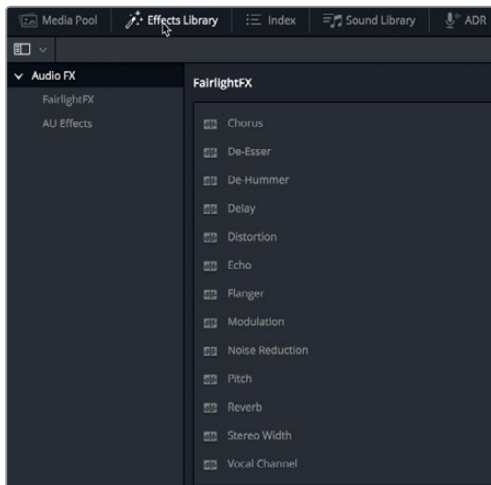 Media Pool Effects Library Index Sound Library ADR
Audio FX
FairlightFX
AU Effects
FairlightFX
Chorus
De-Esser
De-Hummer
Delay
Distortion
Echo
Flanger
Modulation
Noise Reduction
Pitch
Reverb
Stereo Width
Vocal Channel